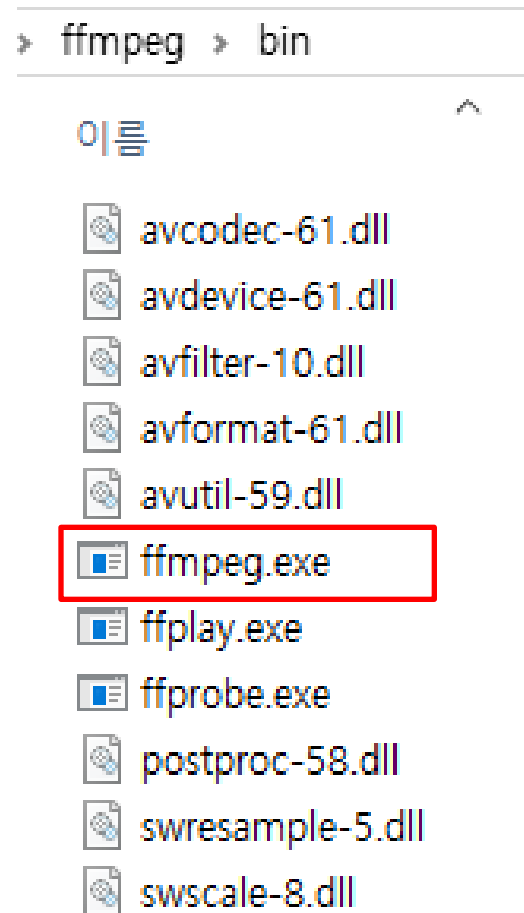 > ffmpeg > bin
이름
avcodec-61.dll
avdevice-61.dll
avfilter-10.dll
avformat-61.dll
avutil-59.dll
ffmpeg.exe
ffplay.exe
ffprobe.exe
postproc-58.dll
swresample-5.dll
swscale-8.dll